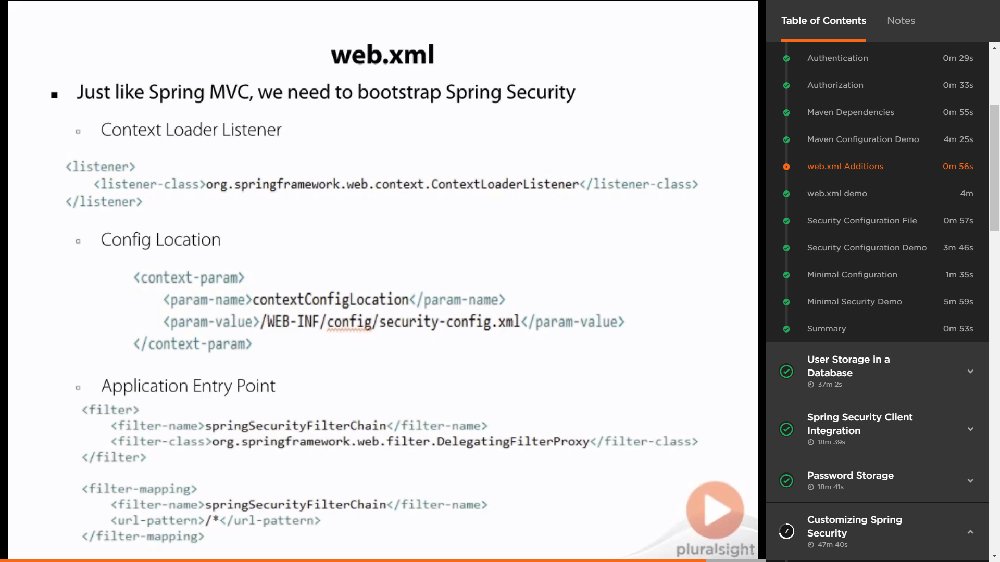 web.xml
Just like Spring MVC, we need to bootstrap Spring Security
Context Loader Listener
<listener>
<listener-class>org.springframework.web.context.ContextLoaderListener</listener-class>
</listener>
Config Location
<context-param>
<param-name>contextConfigLocation</param-name>
<param-value>/WEB-INF/config/security-config.xml</param-value>
</context-param>
Application Entry Point
<filter>
<filter-name>springSecurityFilterChain</filter-name>
<filter-class>org.springframework.web.filter.DelegatingFilterProxy</filter-class>
</filter>
<filter-mapping>
<filter-name>springSecurityFilterChain</filter-name>
<url-pattern>/*</url-pattern>
</filter-mapping>
pluralsight
Table of Contents Notes
Authentication 0m 29s
Authorization 0m 33s
Maven Dependencies 0m 55s
Maven Configuration Demo 4m 25s
web.xml Additions 0m 56s
web.xml demo 4m
Security Configuration File 0m 57s
Security Configuration Demo 3m 46s
Minimal Configuration 1m 35s
Minimal Security Demo 5m 59s
Summary 0m 53s
User Storage in a
Database
37m 2s
Spring Security Client
Integration
18m 39s
Password Storage
18m 41s
Customizing Spring
7
Security
47m 40s